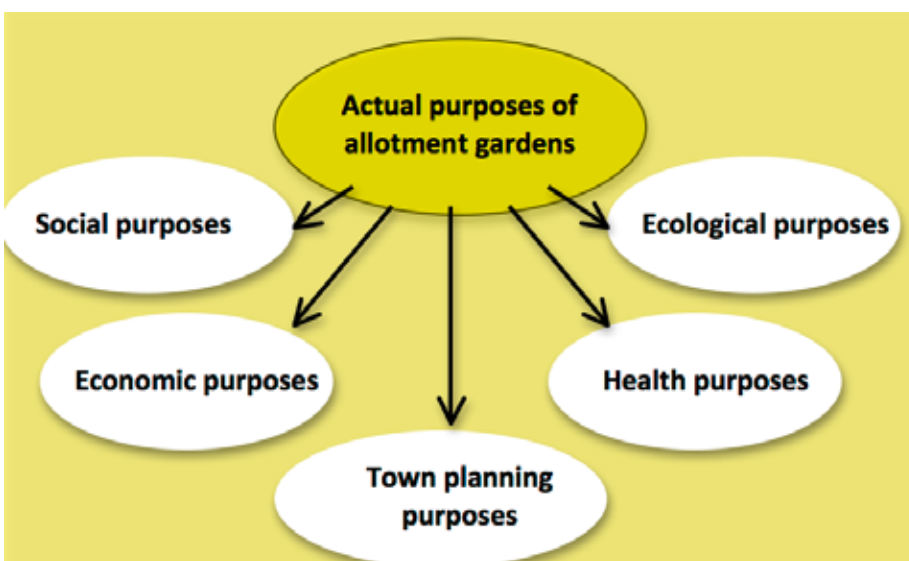 Actual purposes of
allotment gardens
Social purposes
Ecological purposes
Economic purposes
Health purposes
Town planning
purposes